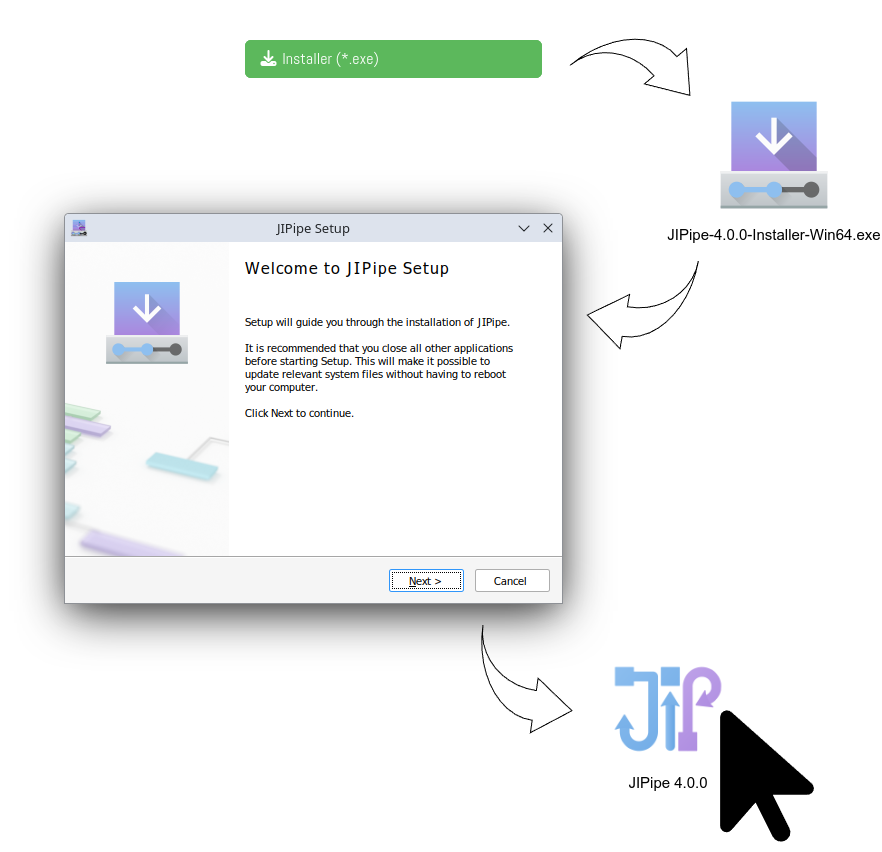 Installer (*.exe)
JIPipe-4.0.0-Installer-Win64.exe
JIPipe Setup
Welcome to JIPipe Setup
Setup will guide you through the installation of JIPipe.
It is recommended that you close all other applications
before starting Setup. This will make it possible to
update relevant system files without having to reboot
your computer.
Click Next to continue.
Next >
Cancel
JIP
JIPipe 4.0.0